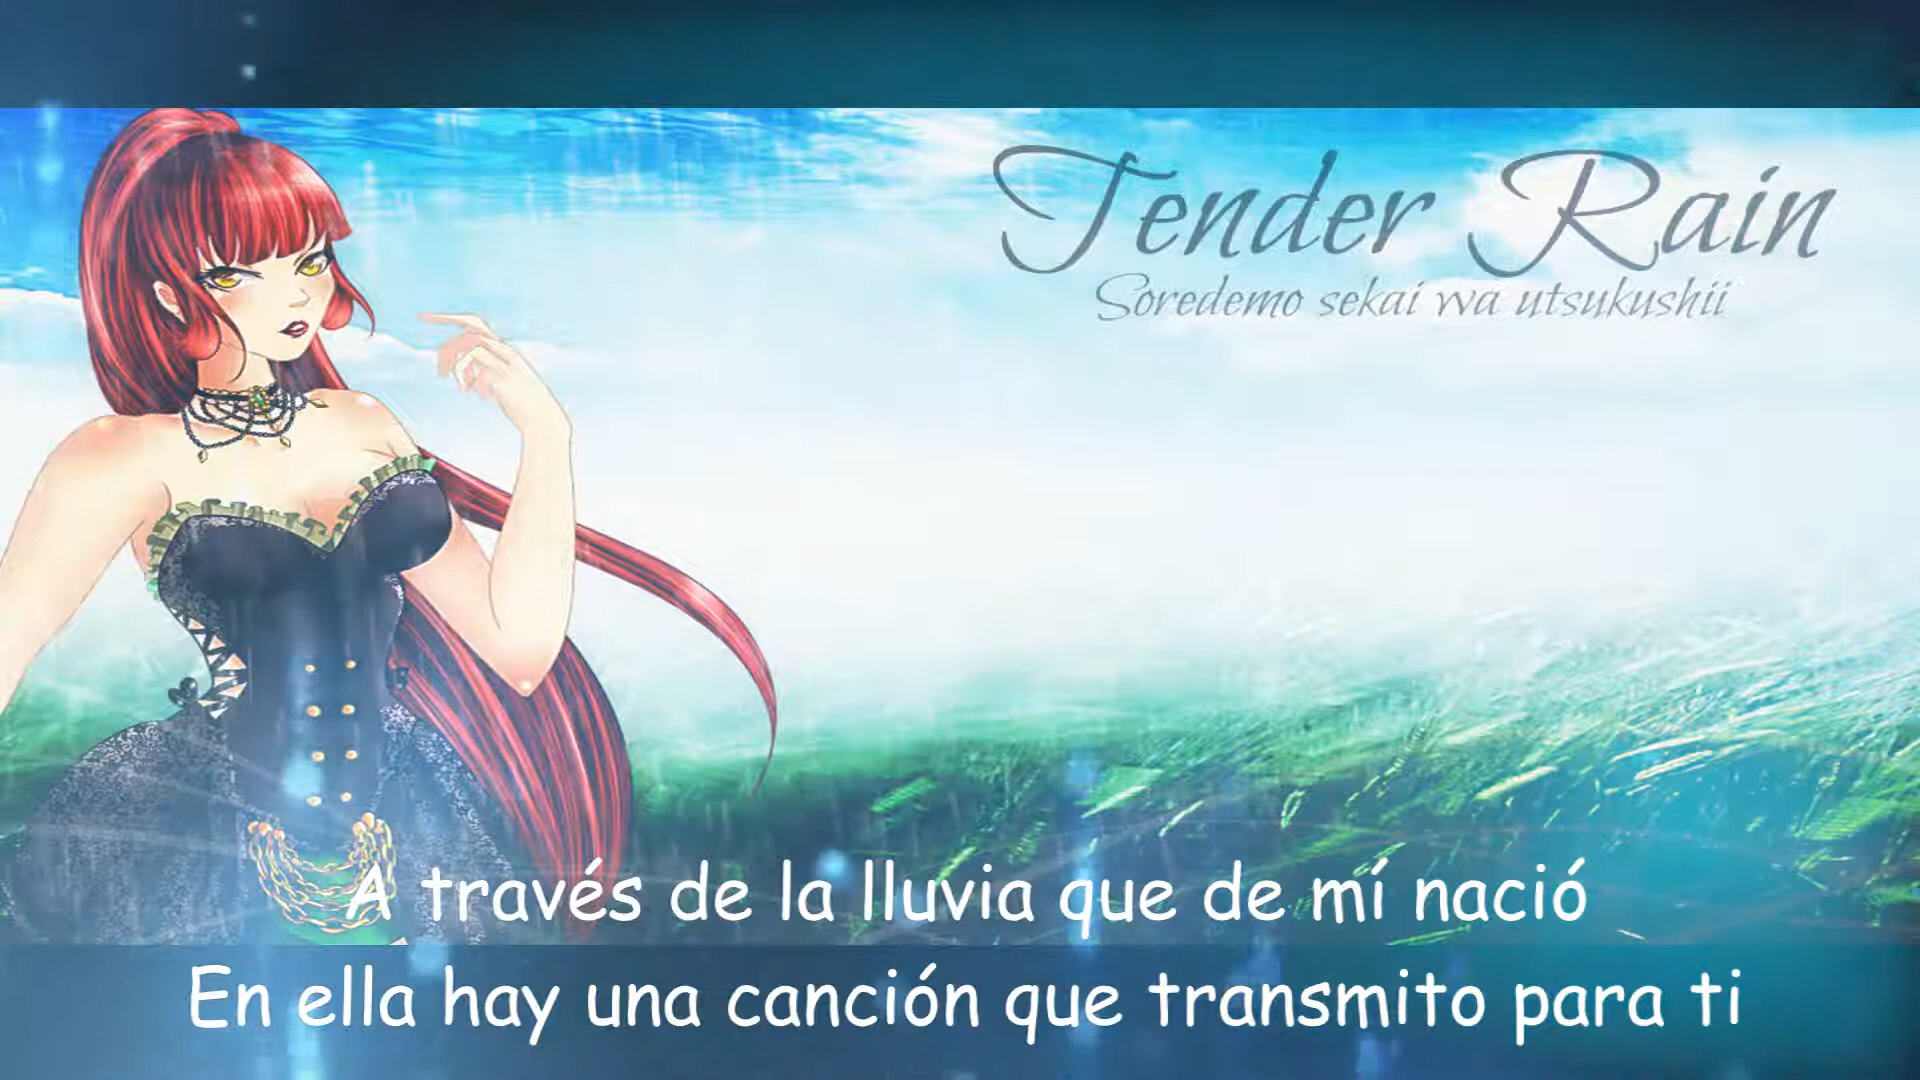 Tender Rain
Soredemo sekai wa utsukushii
A través de la lluvia que de mí nació
En ella hay una canción que transmito para ti